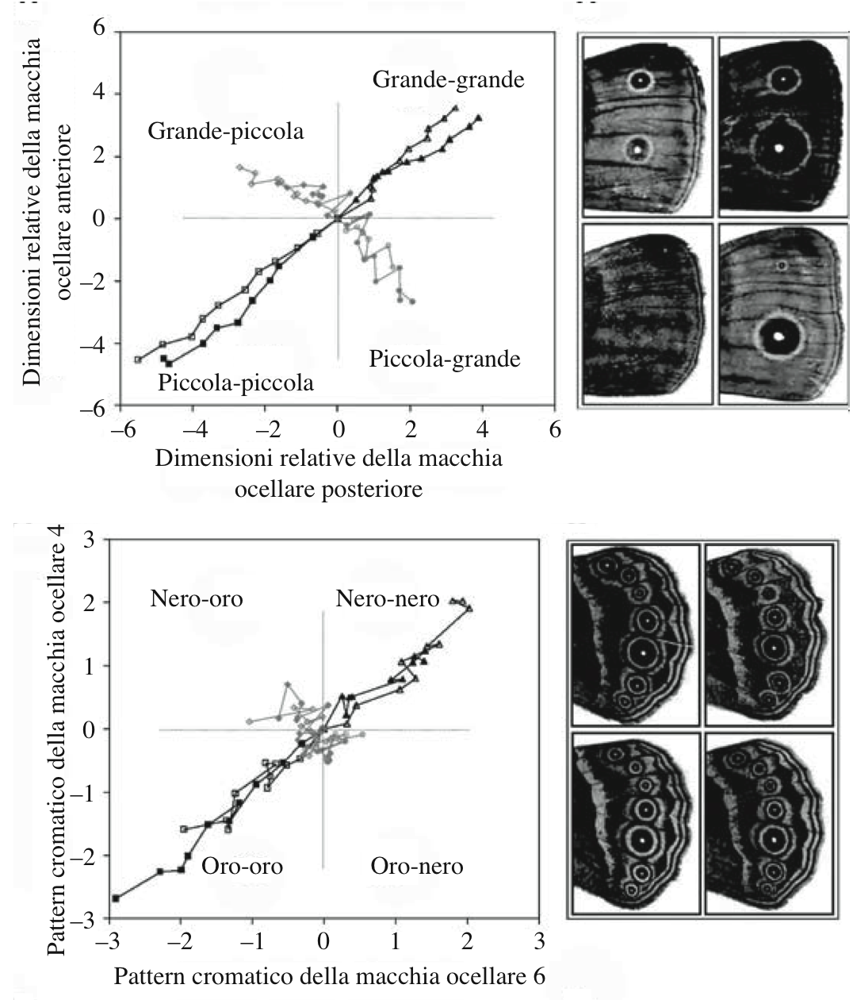 Dimensioni relative della macchia
ocellare anteriore
6
4
2
0
–2
–4
–6
Grande-grande
Grande-piccola
Piccola-grande
Piccola-piccola
–6 –4 –2 0 2 4 6
Dimensioni relative della macchia
ocellare posteriore
Pattern cromatico della macchia ocellare 4
3
2
1
0
–1
–2
–3
Nero-oro Nero-nero
Oro-oro Oro-nero
–3 –2 –1 0 1 2 3
Pattern cromatico della macchia ocellare 6